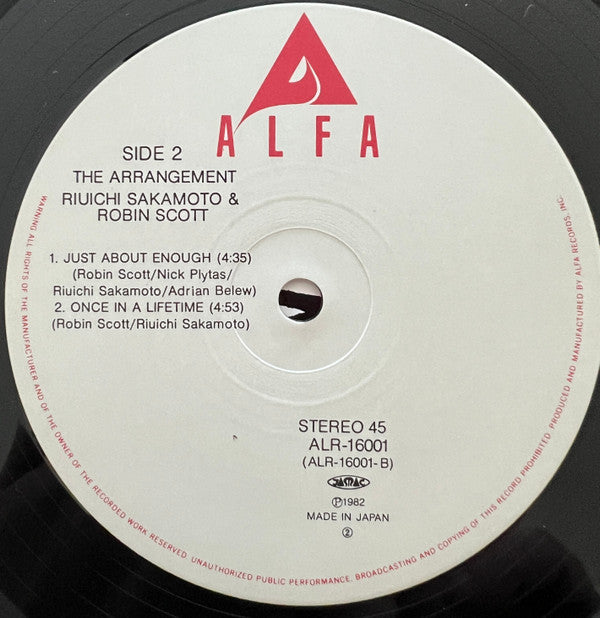 ALFA
SIDE 2
THE ARRANGEMENT
RIUICHI SAKAMOTO &
ROBIN SCOTT
1. JUST ABOUT ENOUGH (4:35)
(Robin Scott/Nick Plytas/
Riuichi Sakamoto/Adrian Belew)
2. ONCE IN A LIFETIME (4:53)
(Robin Scott/Riuichi Sakamoto)
STEREO 45
ALR-16001
(ALR-16001-B)
JASRAC
Ⓟ1982
MADE IN JAPAN
②
WARNING: ALL RIGHTS OF THE MANUFACTURER AND OF THE OWNER OF THE RECORDED WORK RESERVED. UNAUTHORIZED PUBLIC PERFORMANCE, BROADCASTING AND COPYING OF THIS RECORD PROHIBITED. PRODUCED AND MANUFACTURED BY ALFA RECORDS, INC.